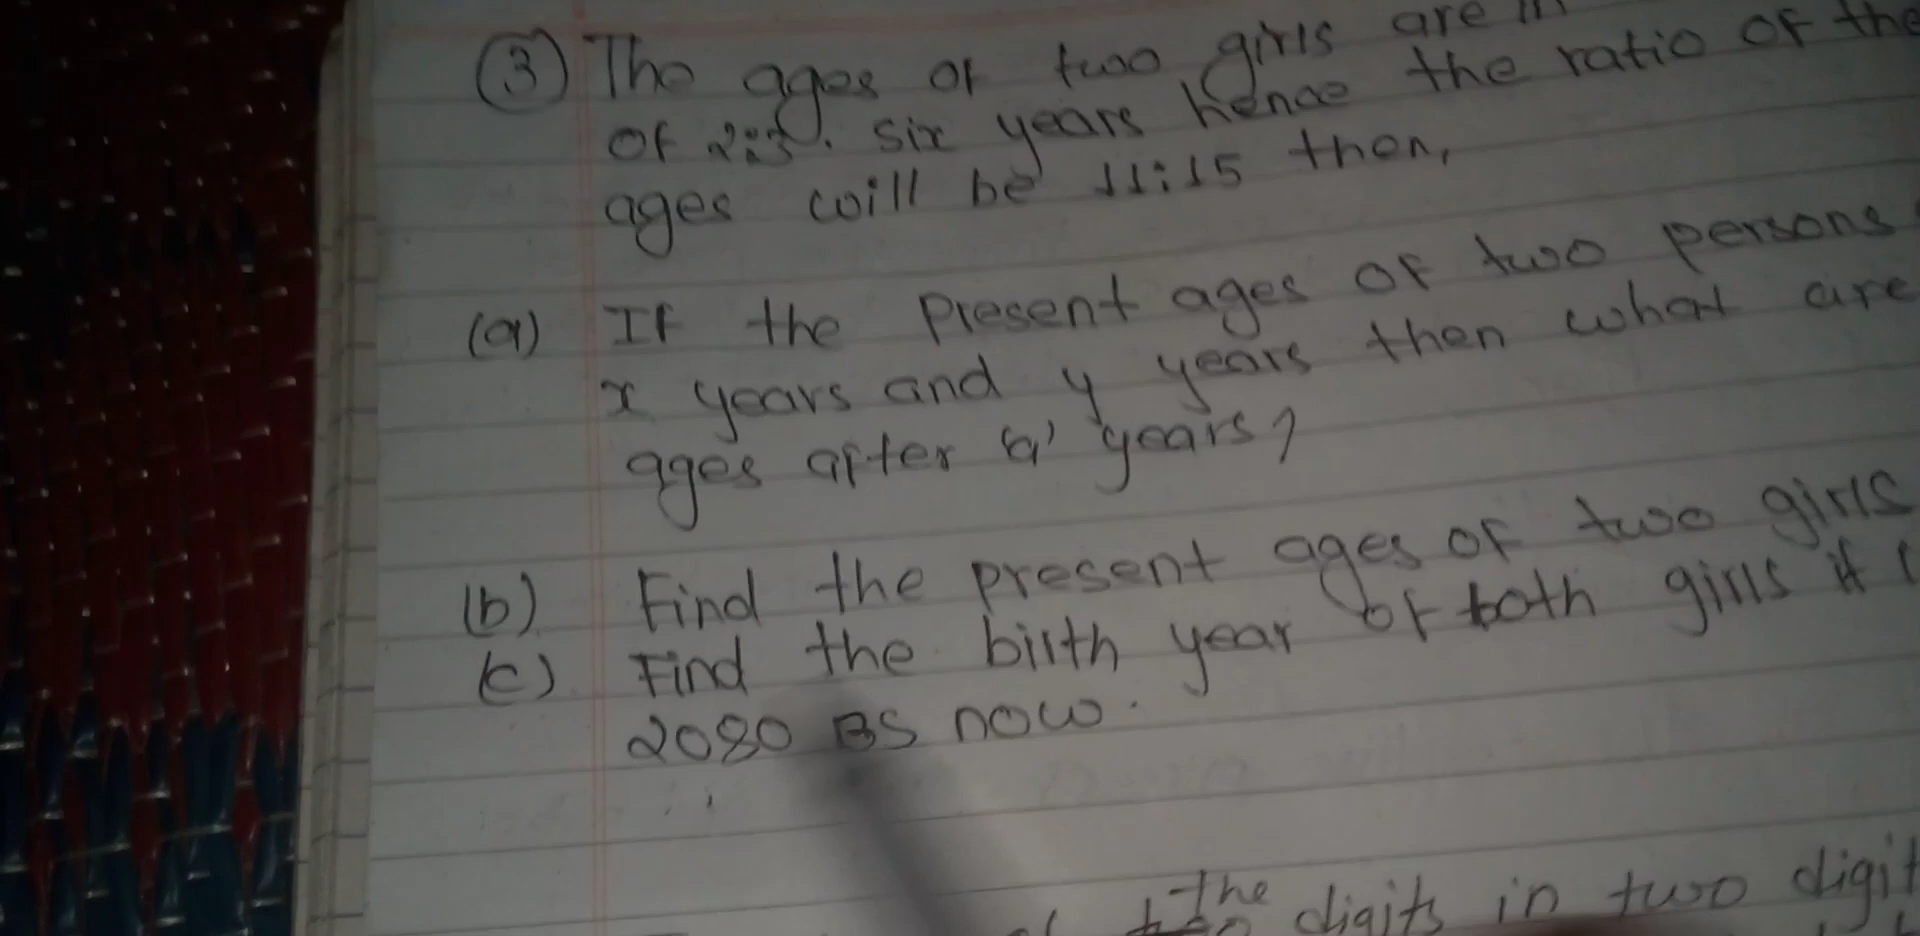 ③ The ages of two girls are in
of 2:3. Six years hence the ratio of the
ages will be 11:15 then,
(a) If the present ages of two persons
x years and y years then what are
ages after 'a' years?
(b) Find the present ages of two girls
(c) Find the birth year of both girls if
2080 BS now.
the digits in two digit